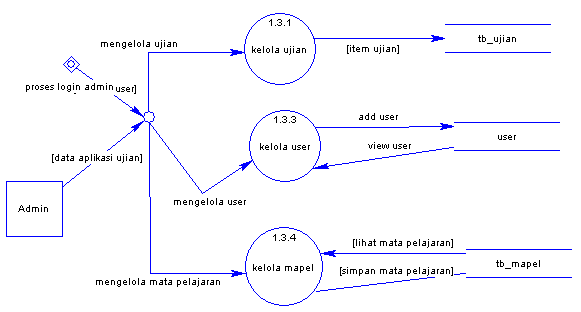 1.3.1
mengelola ujian
kelola ujian
[item ujian]
tb_ujian
proses login admin user]
1.3.3
add user
kelola user
view user
user
[data aplikasi ujian]
Admin
mengelola user
1.3.4
[lihat mata pelajaran]
kelola mapel
[simpan mata pelajaran]
tb_mapel
mengelola mata pelajaran